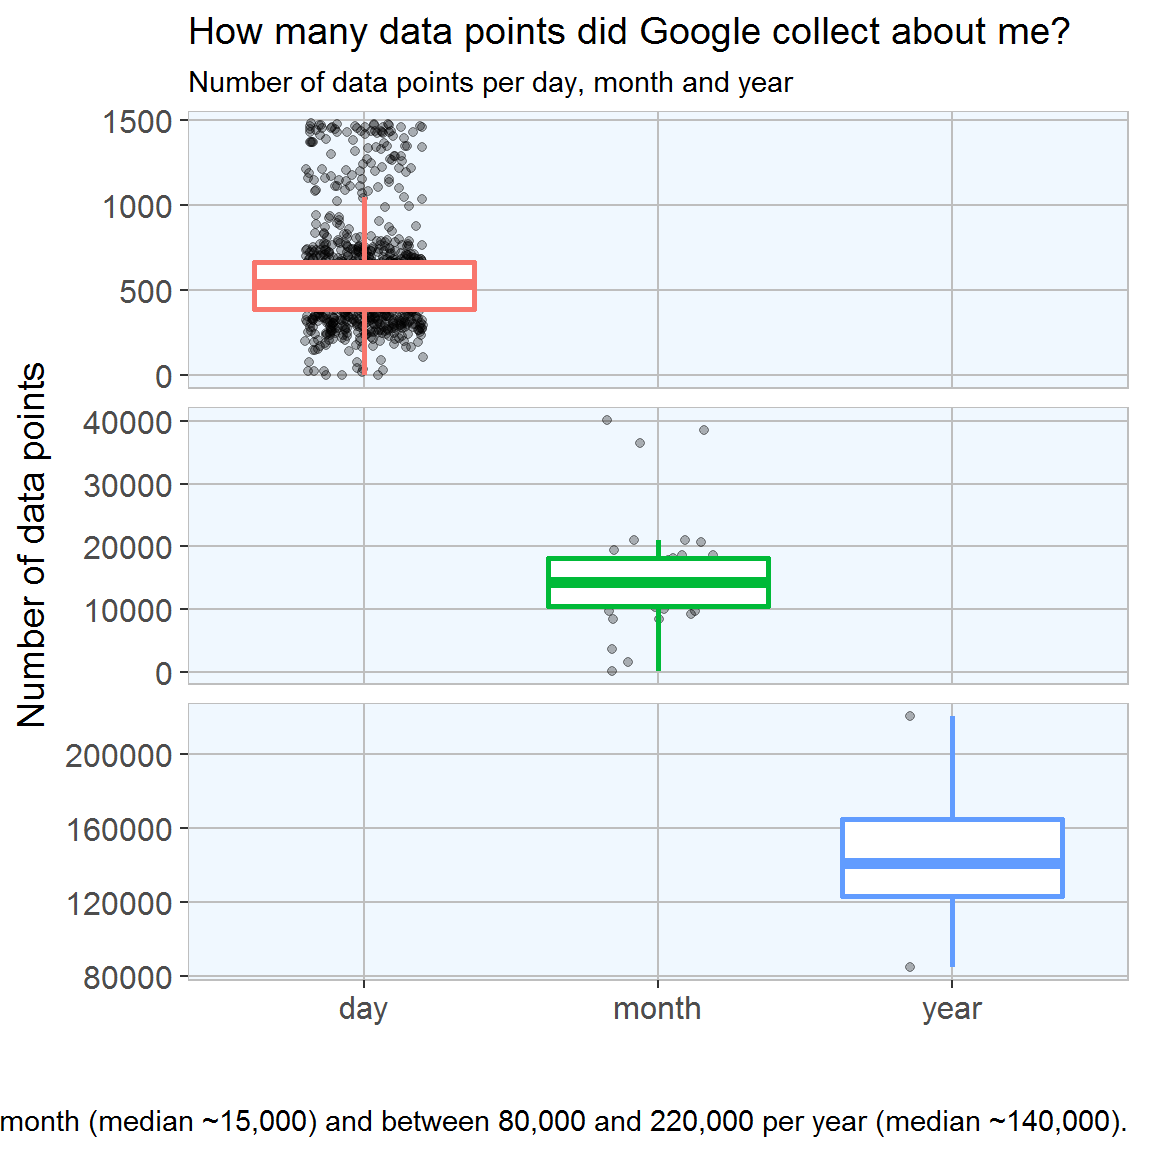 How many data points did Google collect about me?
Number of data points per day, month and year
1500
1000
500
0
Number of data points
40000
30000
20000
10000
0
200000
160000
120000
80000
day month year
month (median ~15,000) and between 80,000 and 220,000 per year (median ~140,000).